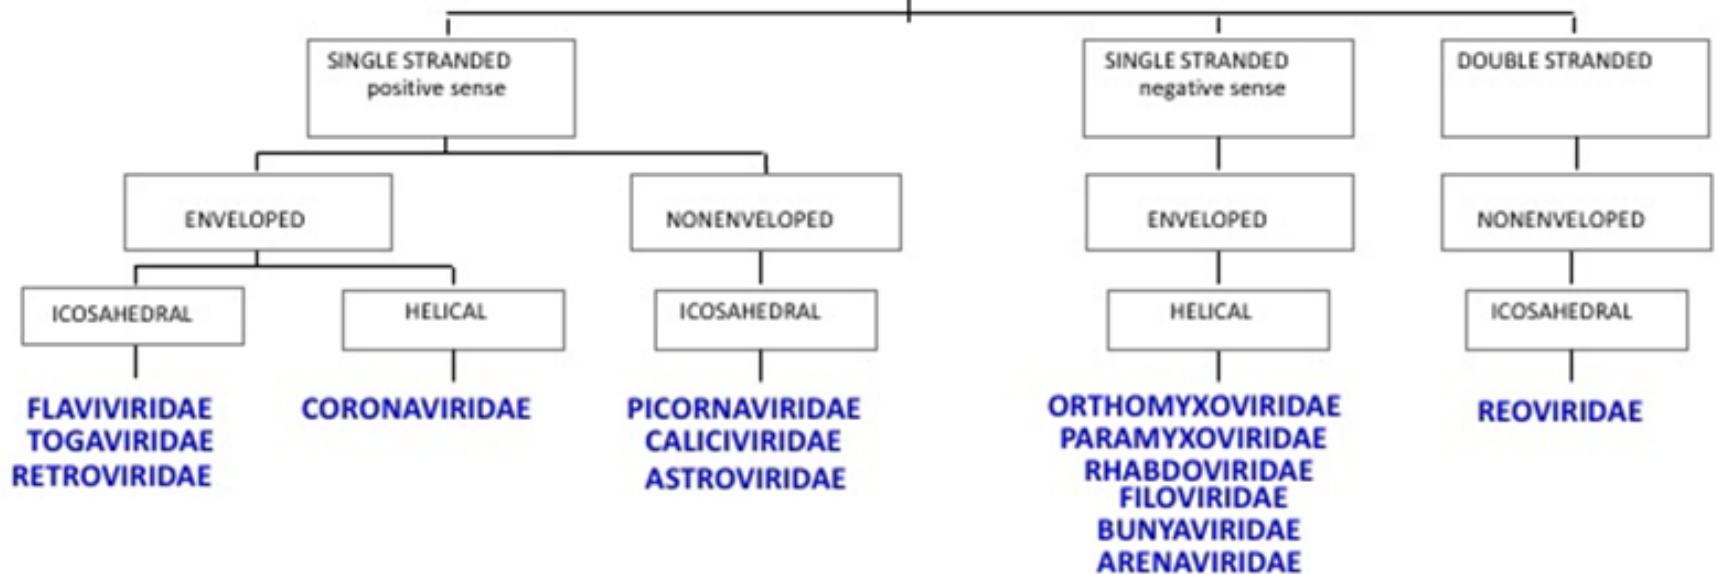 SINGLE STRANDED
positive sense
SINGLE STRANDED
negative sense
DOUBLE STRANDED
ENVELOPED
NONENVELOPED
ENVELOPED
NONENVELOPED
ICOSAHEDRAL
HELICAL
ICOSAHEDRAL
HELICAL
ICOSAHEDRAL
FLAVIVIRIDAE
TOGAVIRIDAE
RETROVIRIDAE
CORONAVIRIDAE
PICORNAVIRIDAE
CALICIVIRIDAE
ASTROVIRIDAE
ORTHOMYXOVIRIDAE
PARAMYXOVIRIDAE
RHABDOVIRIDAE
FILOVIRIDAE
BUNYAVIRIDAE
ARENAVIRIDAE
REOVIRIDAE